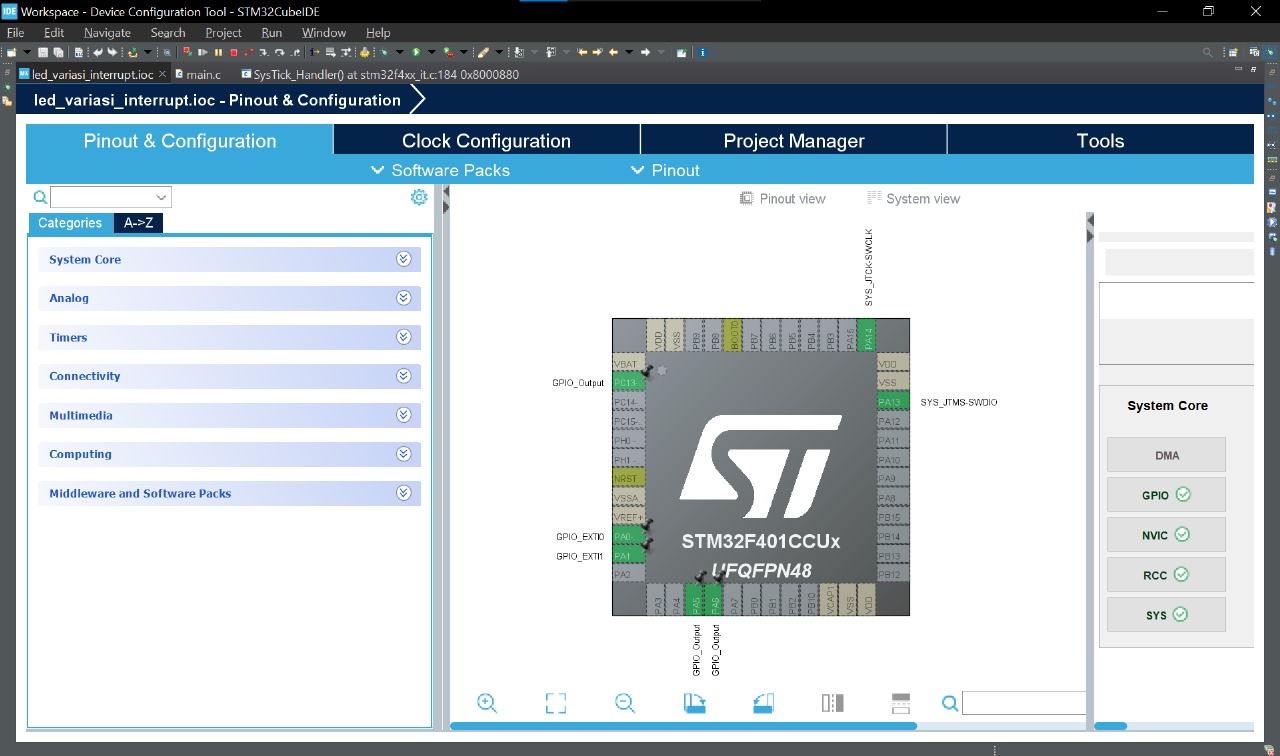 IDE Workspace - Device Configuration Tool - STM32CubeIDE
File Edit Navigate Search Project Run Window Help
MX led_variasi_interrupt.ioc main.c SysTick_Handler() at stm32f4xx_it.c:184 0x8000880
led_variasi_interrupt.ioc - Pinout & Configuration
Pinout & Configuration Clock Configuration Project Manager Tools
Software Packs Pinout
Pinout view System view
Categories A->Z
System Core
Analog
Timers
Connectivity
Multimedia
Computing
Middleware and Software Packs
SYS_JTCK-SWCLK
VDD VSS PB9 PB8 BOOT0 PB7 PB6 PB5 PB4 PB3 PA15 PA14
VBAT
GPIO_Output PC13-
PC14-
PC15-
PH0 -
PH1 -
NRST
VSSA
VREF+
GPIO_EXTI0 PA0-
GPIO_EXTI1 PA1
PA2
VDD
VSS
PA13 SYS_JTMS-SWDIO
PA12
PA11
PA10
PA9
PA8
PB15
PB14
PB13
PB12
ST
STM32F401CCUx
UFQFPN48
PA3 PA4 PA5 PA6 PA7 PB0 PB1 PB2 PB10 VCAP1 VSS VDD
GPIO_Output GPIO_Output
System Core
DMA
GPIO
NVIC
RCC
SYS